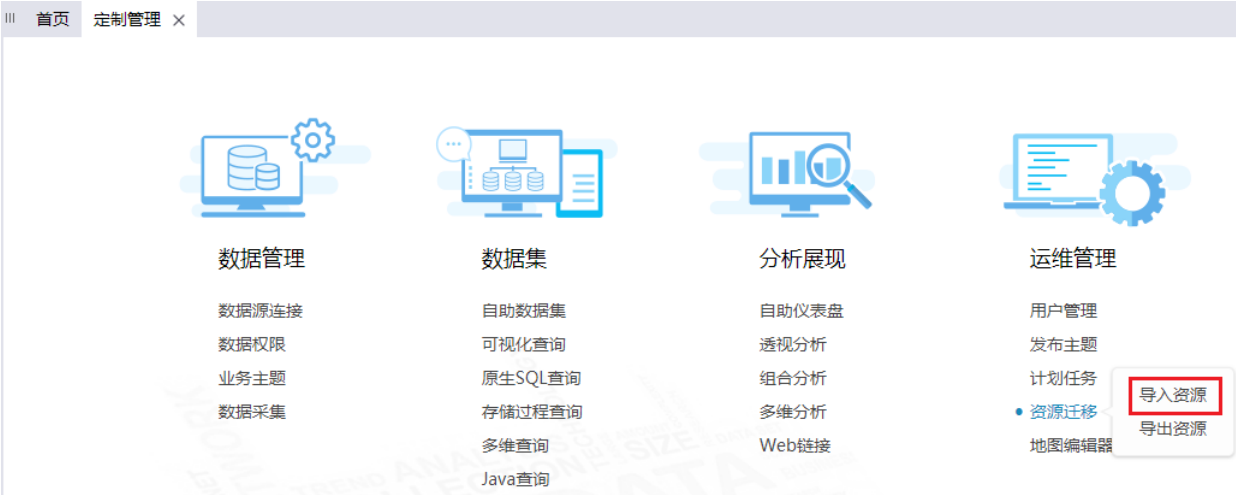 首页 定制管理 ×
数据管理
数据源连接
数据权限
业务主题
数据采集
数据集
自助数据集
可视化查询
原生SQL查询
存储过程查询
多维查询
Java查询
分析展现
自助仪表盘
透视分析
组合分析
多维分析
Web链接
运维管理
用户管理
发布主题
计划任务
资源迁移
地图编辑器
导入资源
导出资源
TREND
SIZE
DATA